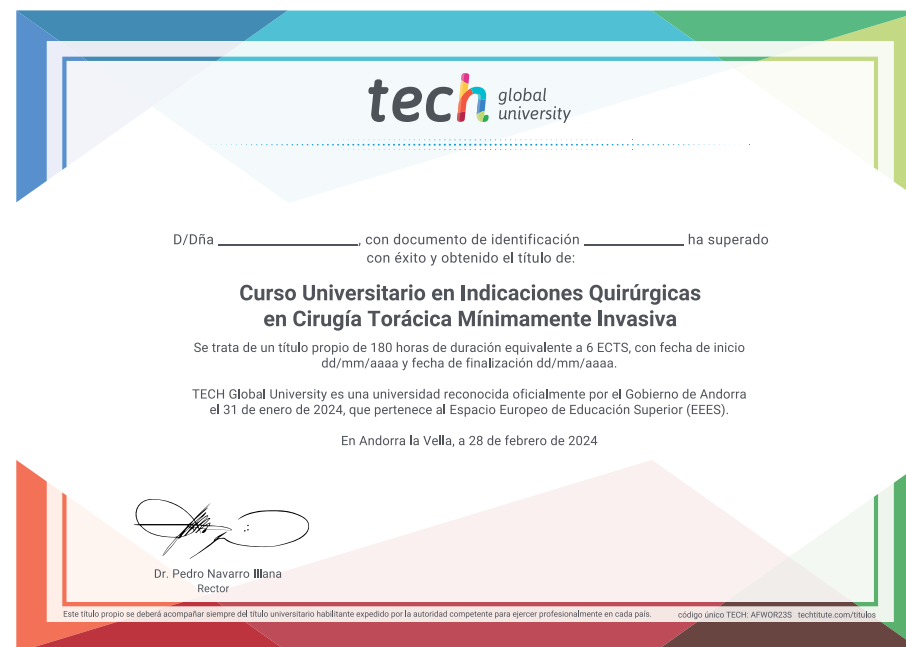 tech global university
D/Dña ____________________, con documento de identificación ______________ ha superado
con éxito y obtenido el título de:
Curso Universitario en Indicaciones Quirúrgicas
en Cirugía Torácica Mínimamente Invasiva
Se trata de un título propio de 180 horas de duración equivalente a 6 ECTS, con fecha de inicio
dd/mm/aaaa y fecha de finalización dd/mm/aaaa.
TECH Global University es una universidad reconocida oficialmente por el Gobierno de Andorra
el 31 de enero de 2024, que pertenece al Espacio Europeo de Educación Superior (EEES).
En Andorra la Vella, a 28 de febrero de 2024
Dr. Pedro Navarro Illana
Rector
Este título propio se deberá acompañar siempre del título universitario habilitante expedido por la autoridad competente para ejercer profesionalmente en cada país. código único TECH: AFWOR23S techtitute.com/titulos